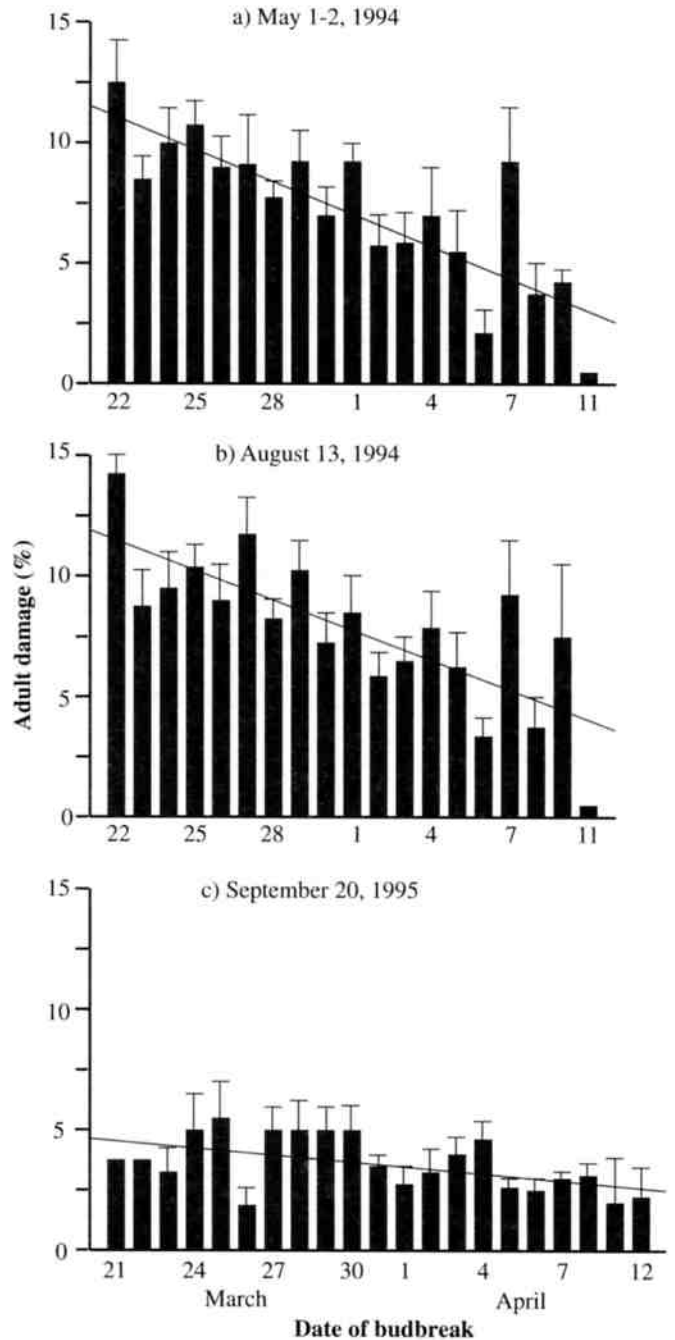 a) May 1-2, 1994
15
10
5
0
22 25 28 1 4 7 11
b) August 13, 1994
15
10
5
0
22 25 28 1 4 7 11
c) September 20, 1995
15
10
5
0
21 24 27 30 1 4 7 12
March April
Date of budbreak
Adult damage (%)